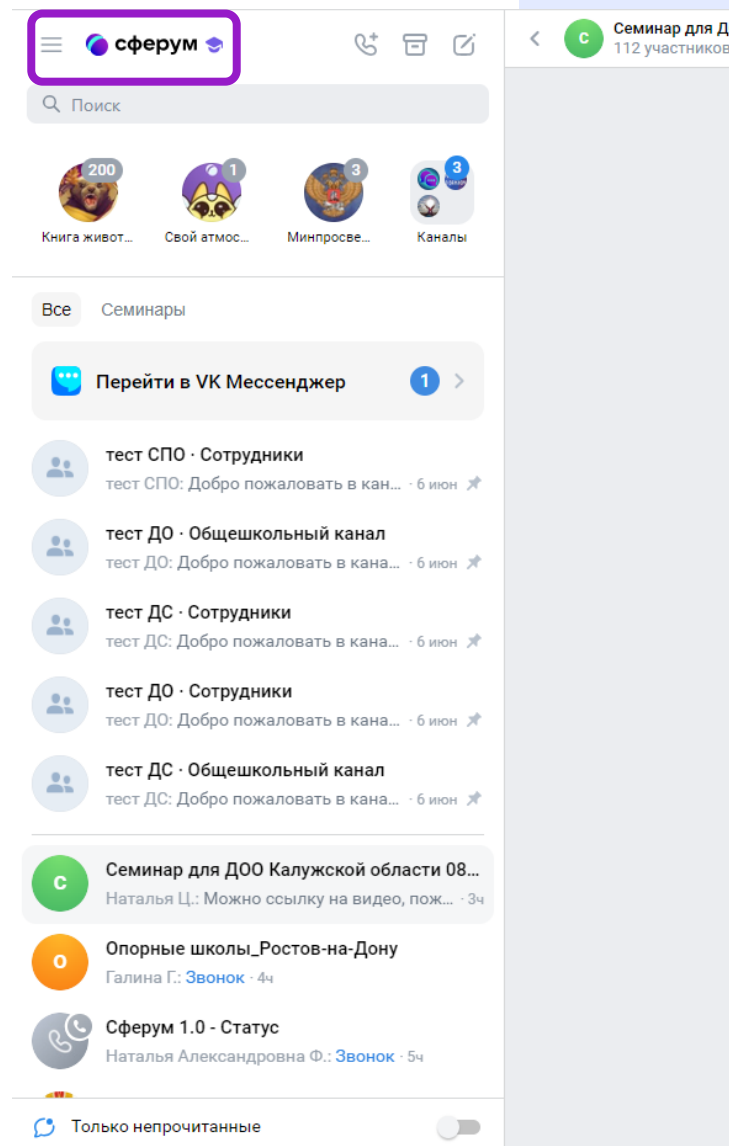 сферум
Семинар для Д
112 участников
Поиск
200
1
3
3
Книга живот...
Свой атмос...
Минпросве...
Каналы
Все
Семинары
Перейти в VK Мессенджер
1
тест СПО · Сотрудники
тест СПО: Добро пожаловать в кан... · 6 июн
тест ДО · Общешкольный канал
тест ДО: Добро пожаловать в кана... · 6 июн
тест ДС · Сотрудники
тест ДС: Добро пожаловать в кана... · 6 июн
тест ДО · Сотрудники
тест ДО: Добро пожаловать в кана... · 6 июн
тест ДС · Общешкольный канал
тест ДС: Добро пожаловать в кана... · 6 июн
С
Семинар для ДОО Калужской области 08...
Наталья Ц.: Можно ссылку на видео, пож... · 3ч
О
Опорные школы_Ростов-на-Дону
Галина Г.: Звонок · 4ч
Сферум 1.0 - Статус
Наталья Александровна Ф.: Звонок · 5ч
Только непрочитанные